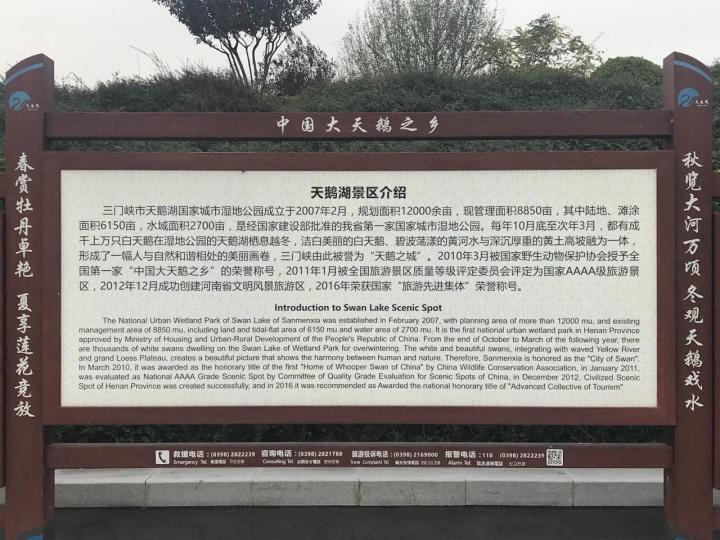 中国大天鹅之乡
春赏牡丹卓艳 夏享莲花竞放
天鹅湖景区介绍
三门峡市天鹅湖国家城市湿地公园成立于2007年2月，规划面积12000余亩，现管理面积8850亩，其中陆地、滩涂
面积6150亩，水域面积2700亩，是经国家建设部批准的我省第一家国家城市湿地公园。每年10月底至次年3月，都有成
千上万只白天鹅在湿地公园的天鹅湖栖息越冬，洁白美丽的白天鹅、碧波荡漾的黄河水与深沉厚重的黄土高坡融为一体，
形成了一幅人与自然和谐相处的美丽画卷，三门峡由此被誉为“天鹅之城”。2010年3月被国家野生动物保护协会授予全
国第一家“中国大天鹅之乡”的荣誉称号，2011年1月被全国旅游景区质量等级评定委员会评定为国家AAAA级旅游景
区，2012年12月成功创建河南省文明风景旅游区，2016年荣获国家“旅游先进集体”荣誉称号。
Introduction to Swan Lake Scenic Spot
The National Urban Wetland Park of Swan Lake of Sanmenxia was established in February 2007, with planning area of more than 12000 mu, and existing
management area of 8850 mu, including land and tidal-flat area of 6150 mu and water area of 2700 mu. It is the first national urban wetland park in Henan Province
approved by Ministry of Housing and Urban-Rural Development of the People's Republic of China. From the end of October to March of the following year, there
are thousands of white swans dwelling on the Swan Lake of Wetland Park for overwintering. The white and beautiful swans, integrating with waved Yellow River
and grand Loess Plateau, creates a beautiful picture that shows the harmony between human and nature. Therefore, Sanmenxia is honored as the "City of Swan".
In March 2010, it was awarded as the honorary title of the first "Home of Whooper Swan of China" by China Wildlife Conservation Association, in January 2011,
was evaluated as National AAAA Grade Scenic Spot by Committee of Quality Grade Evaluation for Scenic Spots of China, in December 2012, Civilized Scenic
Spot of Henan Province was created successfully, and in 2016 it was recommended as Awarded the national honorary title of "Advanced Collective of Tourism"
秋览大河万顷 冬观天鹅戏水
救援电话：(0398) 2822239 咨询电话：(0398) 2821788 旅游投诉电话：(0398) 2169000 报警电话：110 (0398) 2822239
Emergency Tel. Consulting Tel. Travel Complaint Tel. Alarm Tel.